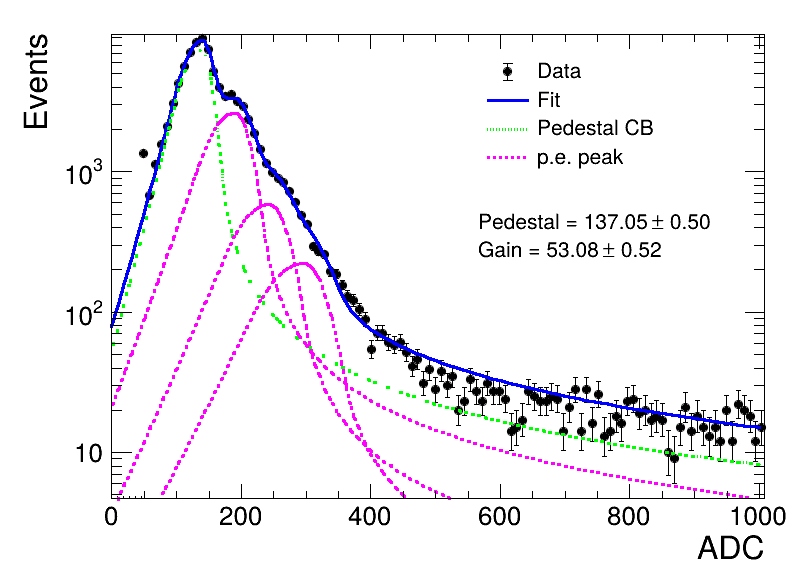 Events
Data
Fit
Pedestal CB
p.e. peak
Pedestal = 137.05 ± 0.50
Gain = 53.08 ± 0.52
10³
10²
10
0 200 400 600 800 1000
ADC